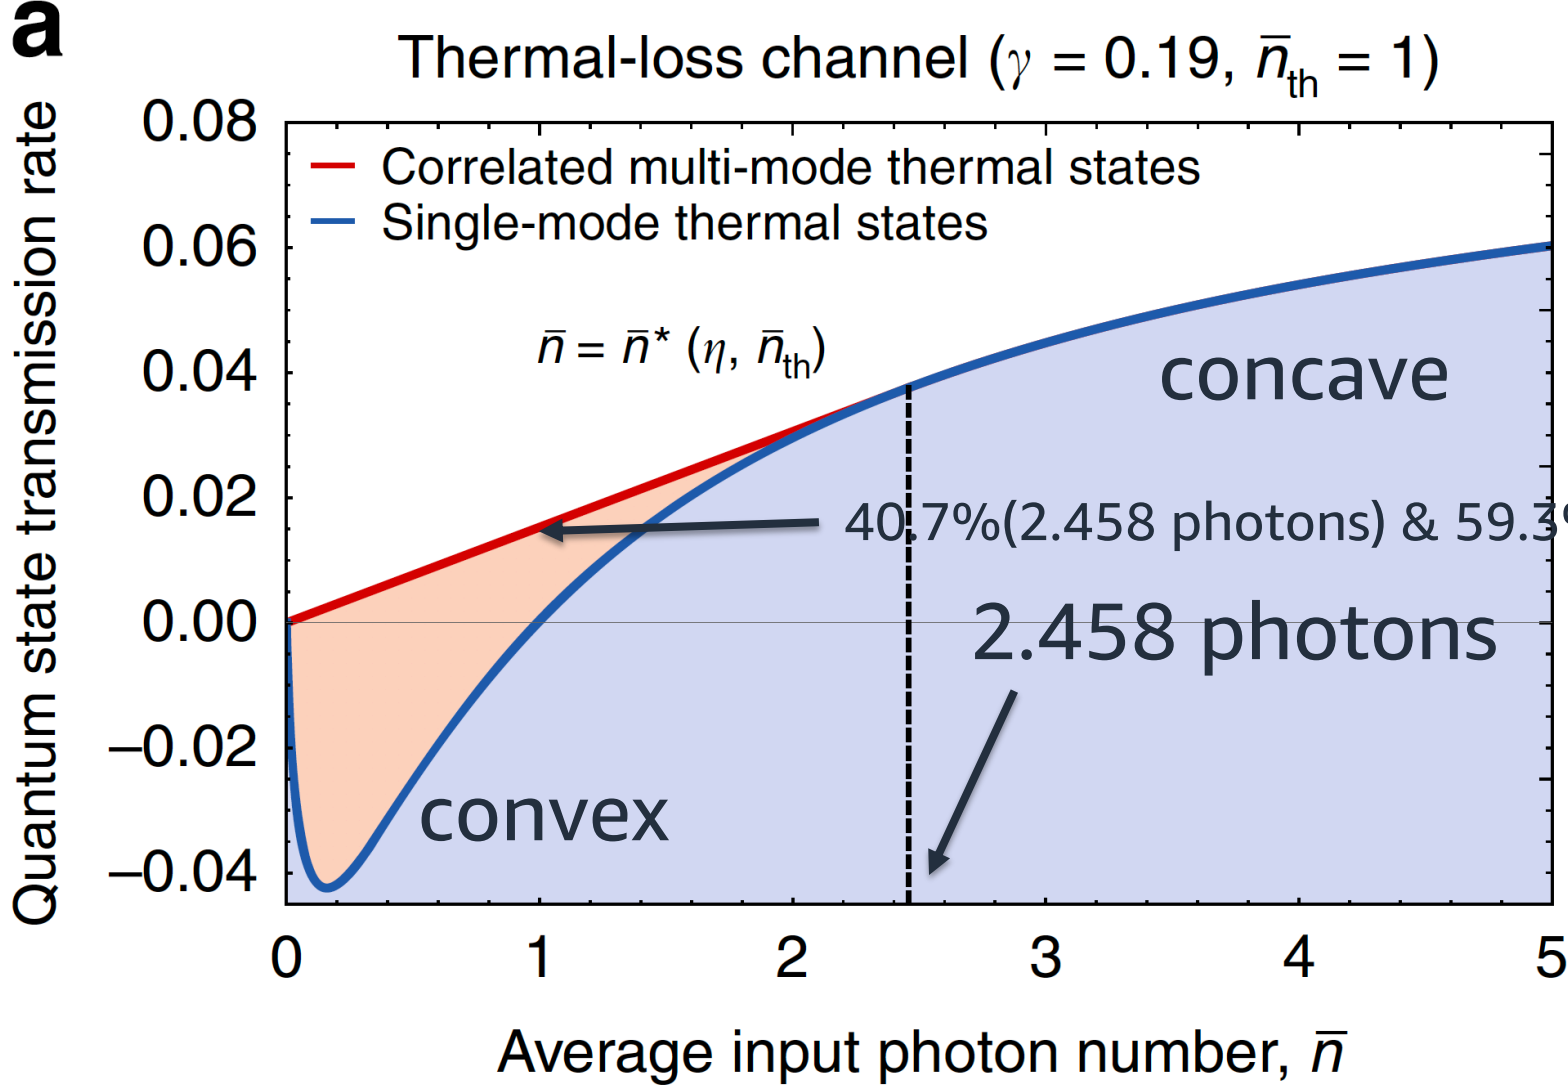 a
Thermal-loss channel (γ = 0.19, n̄th = 1)
Quantum state transmission rate
0.08
0.06
0.04
0.02
0.00
–0.02
–0.04
Correlated multi-mode thermal states
Single-mode thermal states
n̄ = n̄* (η, n̄th)
concave
40.7%(2.458 photons) & 59.3%
2.458 photons
convex
0 1 2 3 4 5
Average input photon number, n̄